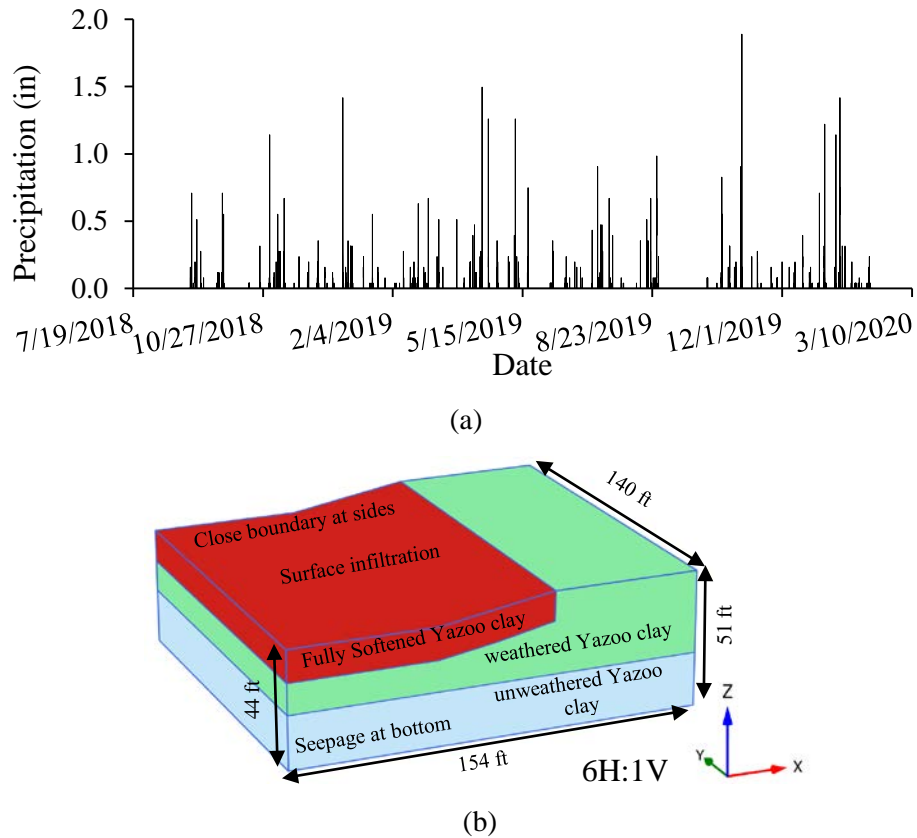 2.0
1.5
1.0
0.5
0.0
Precipitation (in)
7/19/2018 10/27/2018 2/4/2019 5/15/2019 8/23/2019 12/1/2019 3/10/2020
Date
(a)
140 ft
Close boundary at sides
Surface infiltration
51 ft
Fully Softened Yazoo clay
weathered Yazoo clay
44 ft
unweathered Yazoo
clay
Seepage at bottom
154 ft
Z
Y
X
6H:1V
(b)